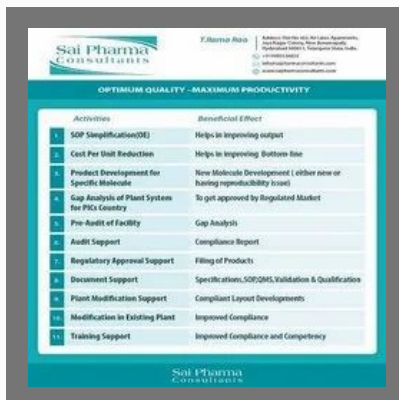 Sai Pharma
Consultants
T.Rama Rao
OPTIMUM QUALITY –MAXIMUM PRODUCTIVITY
Activities Beneficial Effect
1. SOP Simplification(OE) Helps in improving output
2. Cost Per Unit Reduction Helps in improving Bottom-line
3. Product Development for New Molecule Development ( either new or
Specific Molecule having reproducibility issue)
4. Gap Analysis of Plant System To get approved by Regulated Market
for PICs Country
5. Pre-Audit of Facility Gap Analysis
6. Audit Support Compliance Report
7. Regulatory Approval Support Filing of Products
8. Document Support Specifications,SOP,QMS,Validation & Qualification
9. Plant Modification Support Compliant Layout Developments
10. Modification in Existing Plant Improved Compliance
11. Training Support Improved Compliance and Competency
Sai Pharma
Consultants